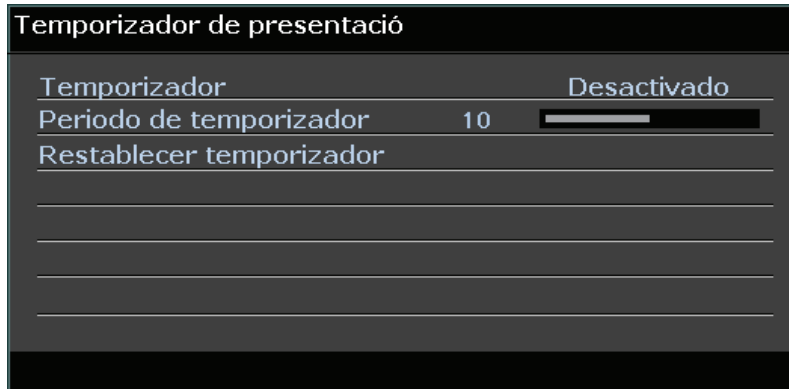 Temporizador de presentació
Temporizador Desactivado
Periodo de temporizador 10
Restablecer temporizador